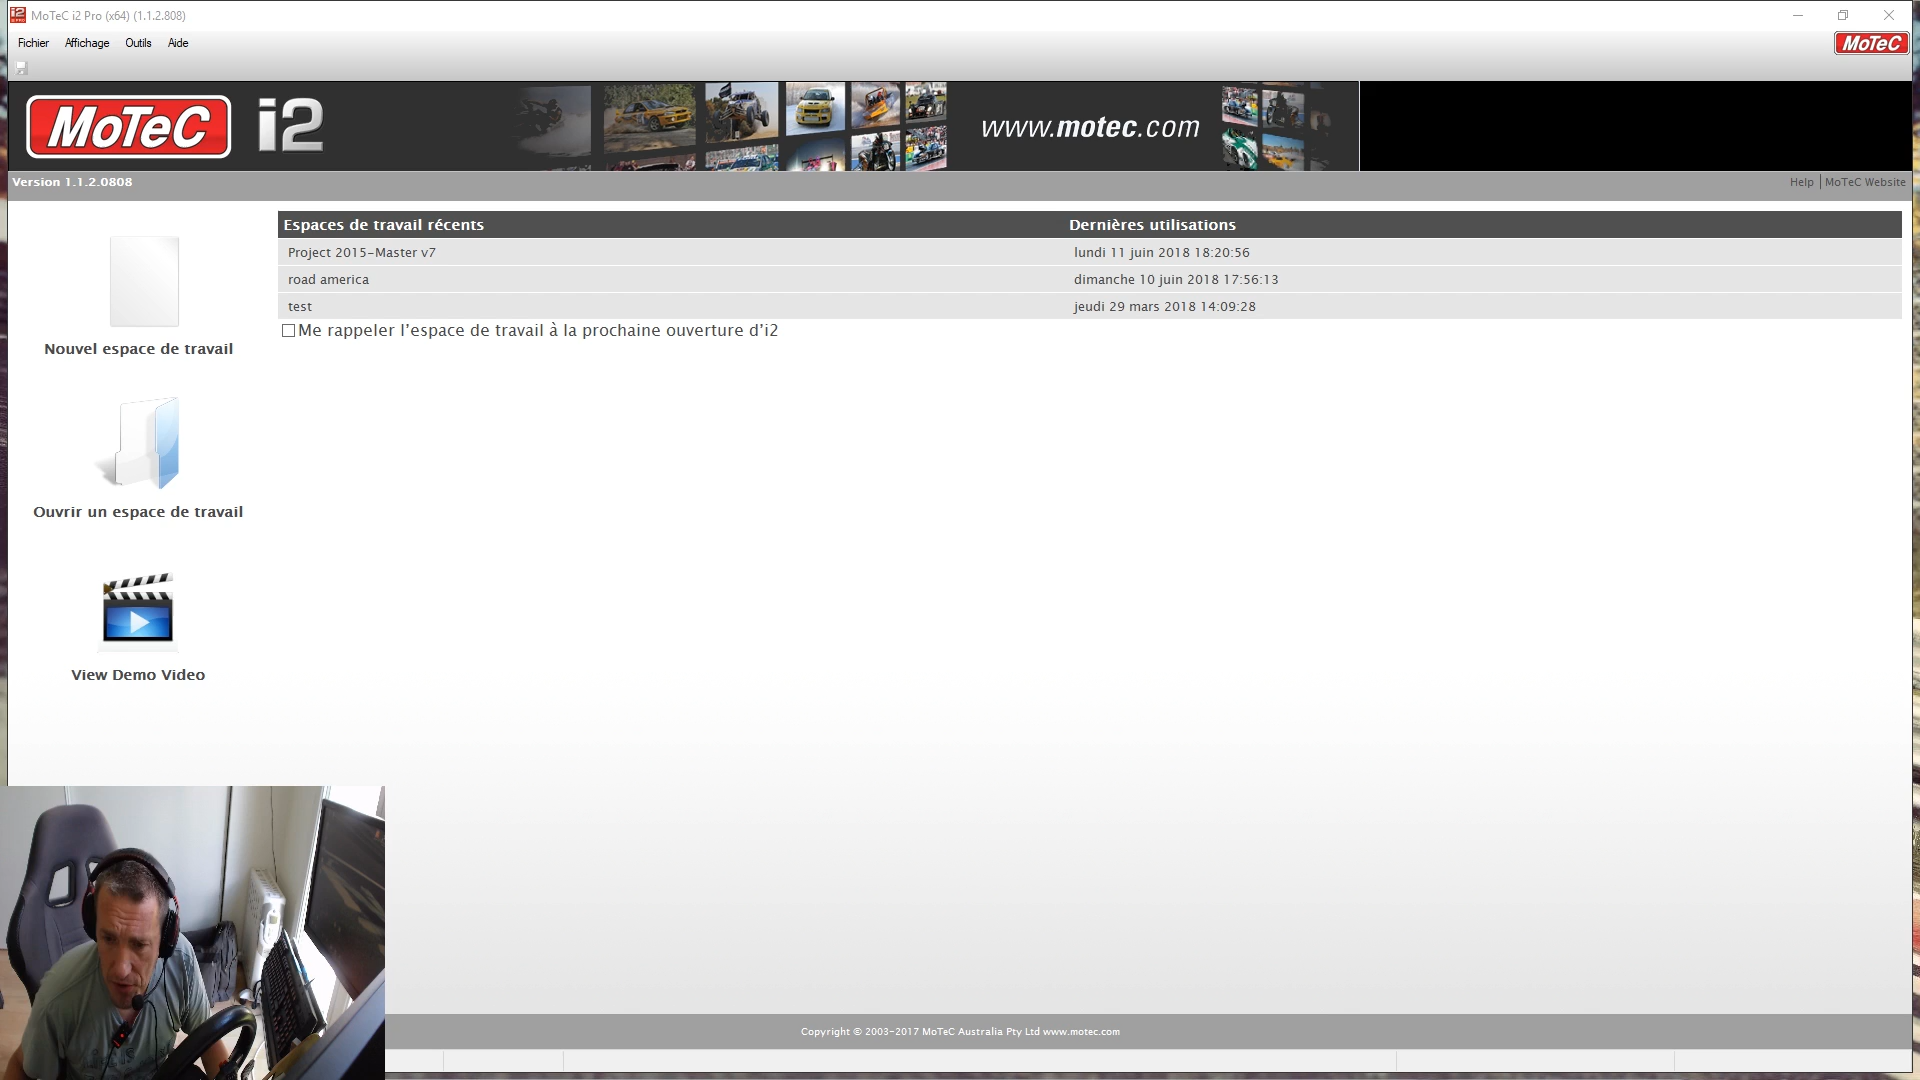 MoTeC i2 Pro (x64) (1.1.2.808)
Fichier Affichage Outils Aide
MoTeC
MoTeC i2 www.motec.com
Version 1.1.2.0808 Help MoTeC Website
Espaces de travail récents Dernières utilisations
Project 2015-Master v7 lundi 11 juin 2018 18:20:56
road america dimanche 10 juin 2018 17:56:13
test jeudi 29 mars 2018 14:09:28
Me rappeler l'espace de travail à la prochaine ouverture d'i2
Nouvel espace de travail
Ouvrir un espace de travail
View Demo Video
Copyright © 2003-2017 MoTeC Australia Pty Ltd www.motec.com